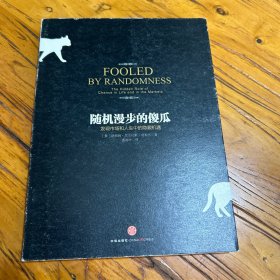 FOOLED
BY RANDOMNESS
The Hidden Role of
Chance in Life and in the Markets
随机漫步的傻瓜
发现市场和人生中的隐藏机遇
中信出版社